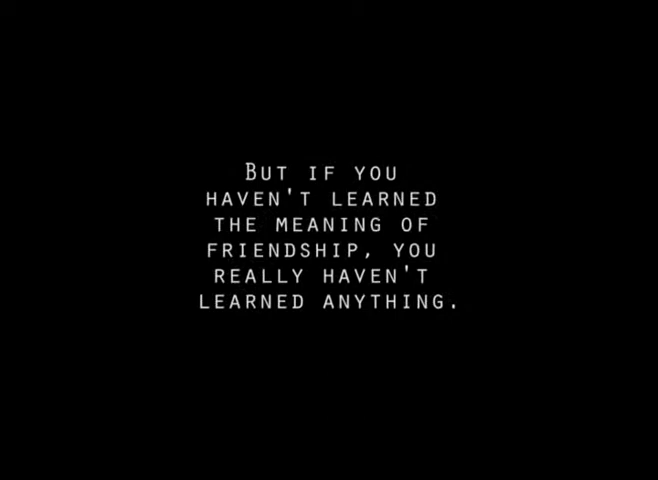 BUT IF YOU
HAVEN'T LEARNED
THE MEANING OF
FRIENDSHIP, YOU
REALLY HAVEN'T
LEARNED ANYTHING.